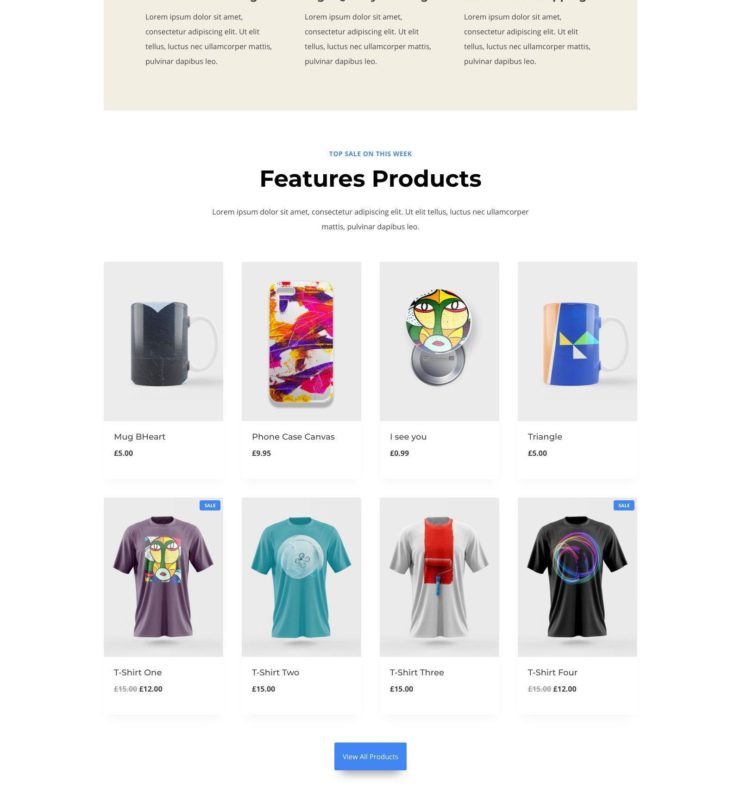 Lorem ipsum dolor sit amet,
consectetur adipiscing elit. Ut elit
tellus, luctus nec ullamcorper mattis,
pulvinar dapibus leo.
Lorem ipsum dolor sit amet,
consectetur adipiscing elit. Ut elit
tellus, luctus nec ullamcorper mattis,
pulvinar dapibus leo.
Lorem ipsum dolor sit amet,
consectetur adipiscing elit. Ut elit
tellus, luctus nec ullamcorper mattis,
pulvinar dapibus leo.
TOP SALE ON THIS WEEK
Features Products
Lorem ipsum dolor sit amet, consectetur adipiscing elit. Ut elit tellus, luctus nec ullamcorper
mattis, pulvinar dapibus leo.
Mug BHeart
£5.00
Phone Case Canvas
£9.95
I see you
£0.99
Triangle
£5.00
SALE
T-Shirt One
£15.00 £12.00
T-Shirt Two
£15.00
T-Shirt Three
£15.00
SALE
T-Shirt Four
£15.00 £12.00
View All Products